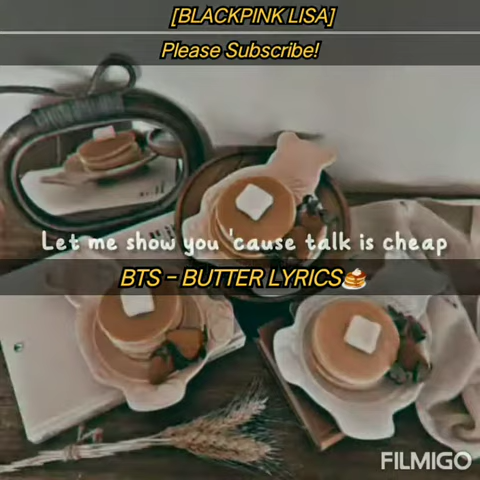 [BLACKPINK LISA]
Please Subscribe!
Let me show you 'cause talk is cheap
BTS - BUTTER LYRICS🥞
FILMIGO